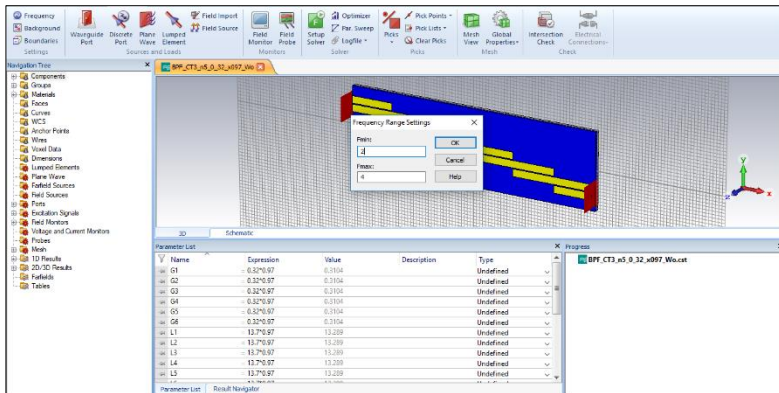 Frequency
Background
Boundaries
Settings
Waveguide Port
Discrete Port
Plane Wave
Lumped Element
Field Import
Field Source
Sources and Loads
Field Monitor
Field Probe
Monitors
Setup Solver
Optimizer
Par. Sweep
Logfile
Solver
Picks
Pick Points
Pick Lists
Clear Picks
Picks
Mesh View
Global Properties
Mesh
Intersection Check
Electrical Connections
Check
Navigation Tree
Components
Groups
Materials
Faces
Curves
WCS
Anchor Points
Wires
Voxel Data
Dimensions
Lumped Elements
Plane Wave
Farfield Sources
Field Sources
Ports
Excitation Signals
Field Monitors
Voltage and Current Monitors
Probes
Mesh
1D Results
2D/3D Results
Farfields
Tables
BPF_CT3_n5_0_32_x097_Wo
Frequency Range Settings
Fmin:
2
Fmax:
4
OK
Cancel
Help
y
x
z
3D Schematic
Parameter List
Name Expression Value Description Type
G1 = 0.32*0.97 0.3104 Undefined
G2 = 0.32*0.97 0.3104 Undefined
G3 = 0.32*0.97 0.3104 Undefined
G4 = 0.32*0.97 0.3104 Undefined
G5 = 0.32*0.97 0.3104 Undefined
G6 = 0.32*0.97 0.3104 Undefined
L1 = 13.7*0.97 13.289 Undefined
L2 = 13.7*0.97 13.289 Undefined
L3 = 13.7*0.97 13.289 Undefined
L4 = 13.7*0.97 13.289 Undefined
L5 = 13.7*0.97 13.289 Undefined
Parameter List Result Navigator
Progress
BPF_CT3_n5_0_32_x097_Wo.cst